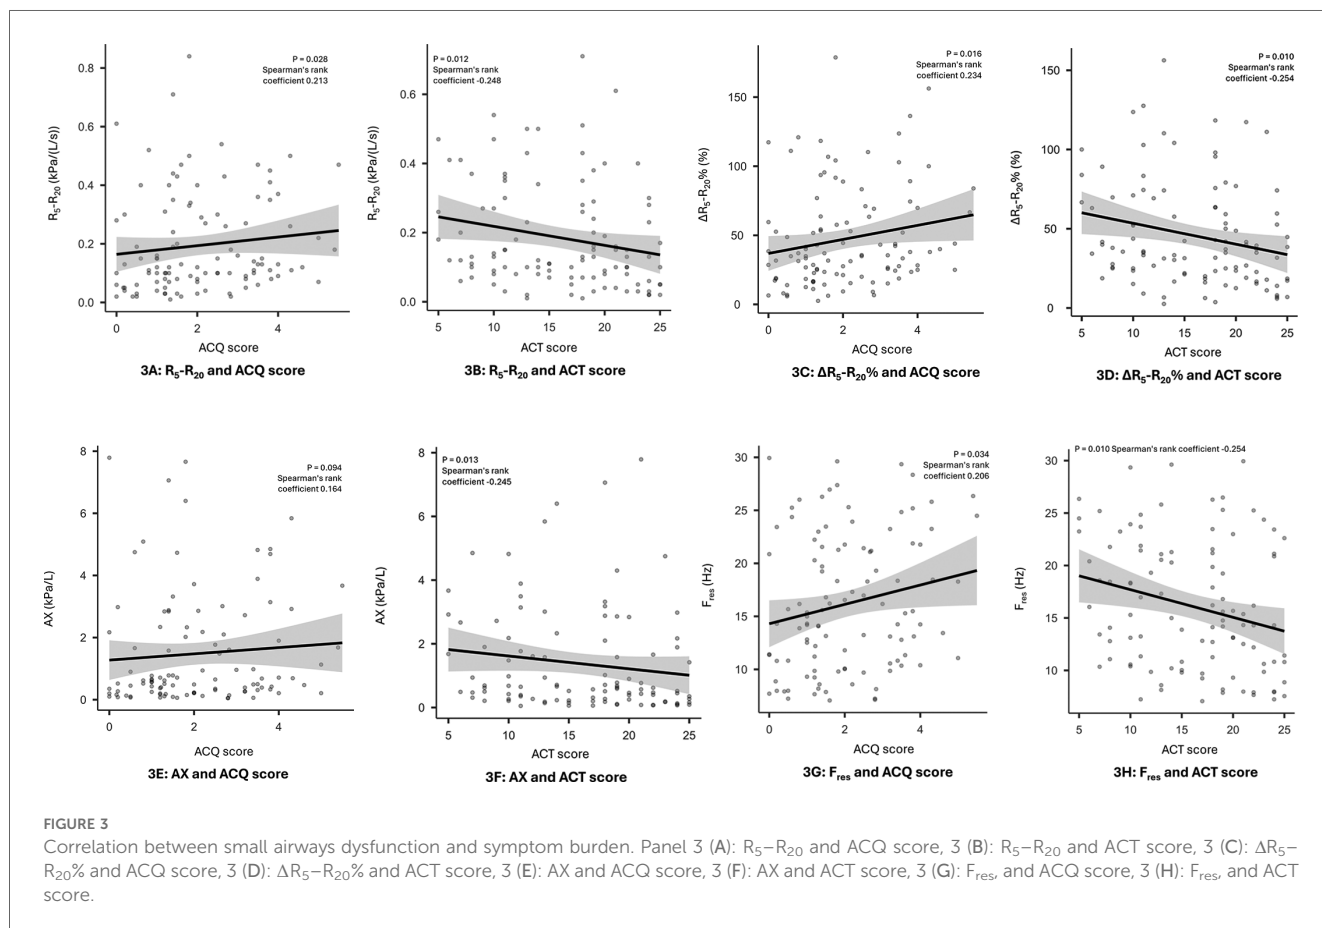 P = 0.028
Spearman's rank
coefficient 0.213
R5-R20 (kPa/(L/s))
0.8
0.6
0.4
0.2
0.0
0 2 4
ACQ score
3A: R5-R20 and ACQ score
P = 0.012
Spearman's rank
coefficient -0.248
R5-R20 (kPa/(L/s))
0.6
0.4
0.2
0.0
5 10 15 20 25
ACT score
3B: R5-R20 and ACT score
P = 0.016
Spearman's rank
coefficient 0.234
ΔR5-R20% (%)
150
100
50
0
0 2 4
ACQ score
3C: ΔR5-R20% and ACQ score
P = 0.010
Spearman's rank
coefficient -0.254
ΔR5-R20% (%)
150
100
50
0
5 10 15 20 25
ACT score
3D: ΔR5-R20% and ACT score
P = 0.094
Spearman's rank
coefficient 0.164
AX (kPa/L)
8
6
4
2
0
0 2 4
ACQ score
3E: AX and ACQ score
P = 0.013
Spearman's rank
coefficient -0.245
AX (kPa/L)
8
6
4
2
0
5 10 15 20 25
ACT score
3F: AX and ACT score
P = 0.034
Spearman's rank
coefficient 0.206
Fres (Hz)
30
25
20
15
10
0 2 4
ACQ score
3G: Fres and ACQ score
P = 0.010 Spearman's rank coefficient -0.254
Fres (Hz)
30
25
20
15
10
5 10 15 20 25
ACT score
3H: Fres and ACT score
FIGURE 3
Correlation between small airways dysfunction and symptom burden. Panel 3 (A): R5–R20 and ACQ score, 3 (B): R5–R20 and ACT score, 3 (C): ΔR5–
R20% and ACQ score, 3 (D): ΔR5–R20% and ACT score, 3 (E): AX and ACQ score, 3 (F): AX and ACT score, 3 (G): Fres, and ACQ score, 3 (H): Fres, and ACT
score.